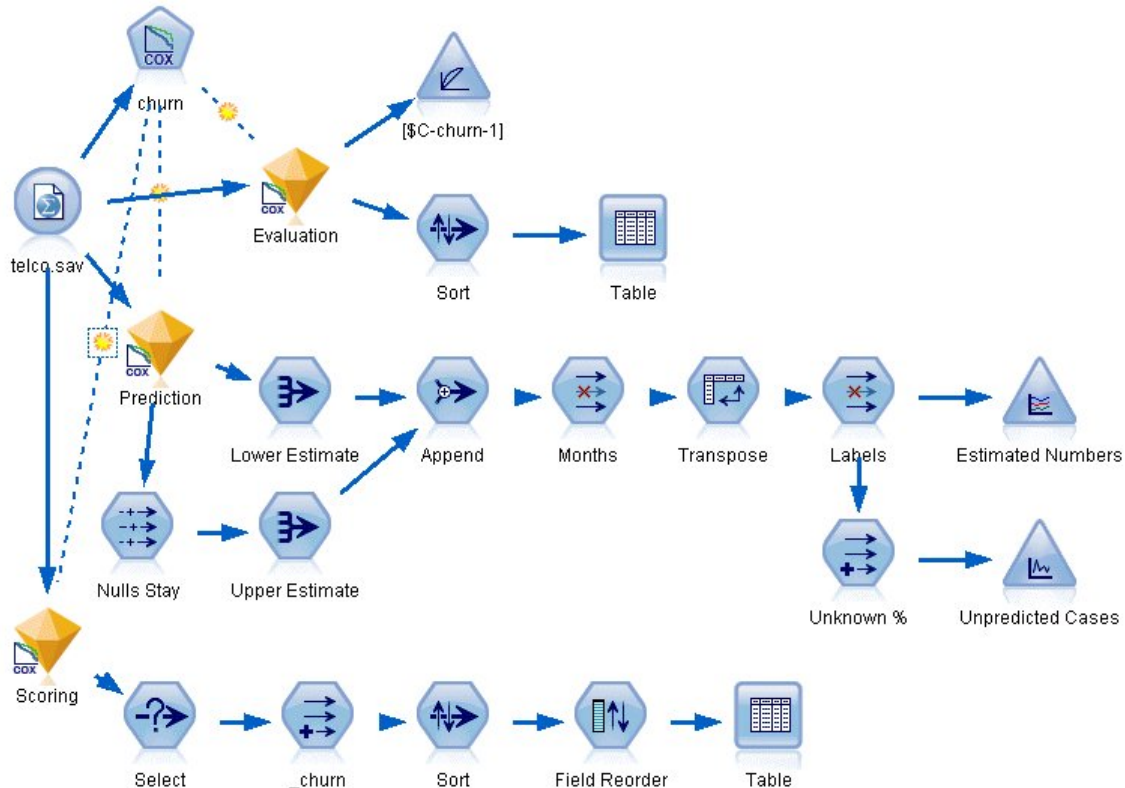 COX
churn
[$C-churn-1]
COX
Evaluation
telco.sav
Sort
Table
COX
Prediction
Lower Estimate
Append
Months
Transpose
Labels
Estimated Numbers
Nulls Stay
Upper Estimate
Unknown %
Unpredicted Cases
COX
Scoring
Select
_churn
Sort
Field Reorder
Table